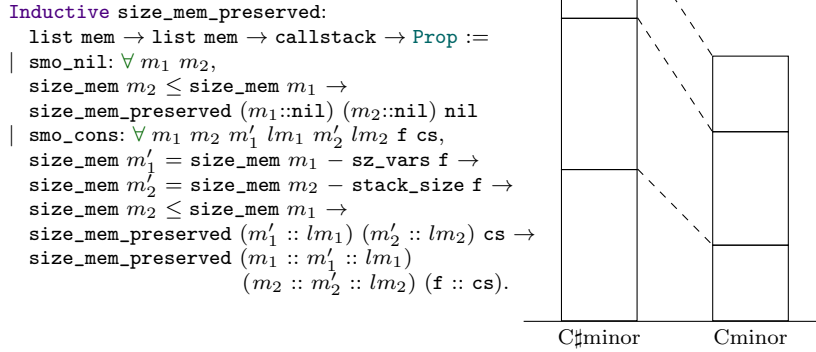 Inductive size_mem_preserved:
list mem → list mem → callstack → Prop :=
| smo_nil: ∀ m₁ m₂,
size_mem m₂ ≤ size_mem m₁ →
size_mem_preserved (m₁::nil) (m₂::nil) nil
| smo_cons: ∀ m₁ m₂ m′₁ lm₁ m′₂ lm₂ f cs,
size_mem m′₁ = size_mem m₁ − sz_vars f →
size_mem m′₂ = size_mem m₂ − stack_size f →
size_mem m₂ ≤ size_mem m₁ →
size_mem_preserved (m′₁ :: lm₁) (m′₂ :: lm₂) cs →
size_mem_preserved (m₁ :: m′₁ :: lm₁)
(m₂ :: m′₂ :: lm₂) (f :: cs).
C♯minor
Cminor